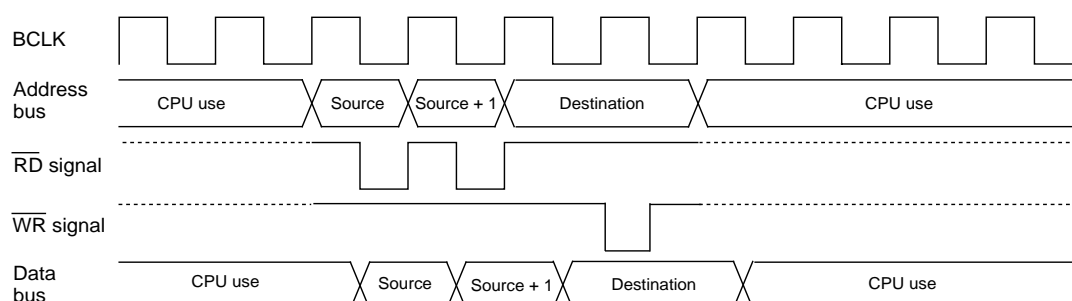 BCLK
Address
bus
CPU use
Source
Source + 1
Destination
CPU use
RD signal
WR signal
Data
bus
CPU use
Source
Source + 1
Destination
CPU use